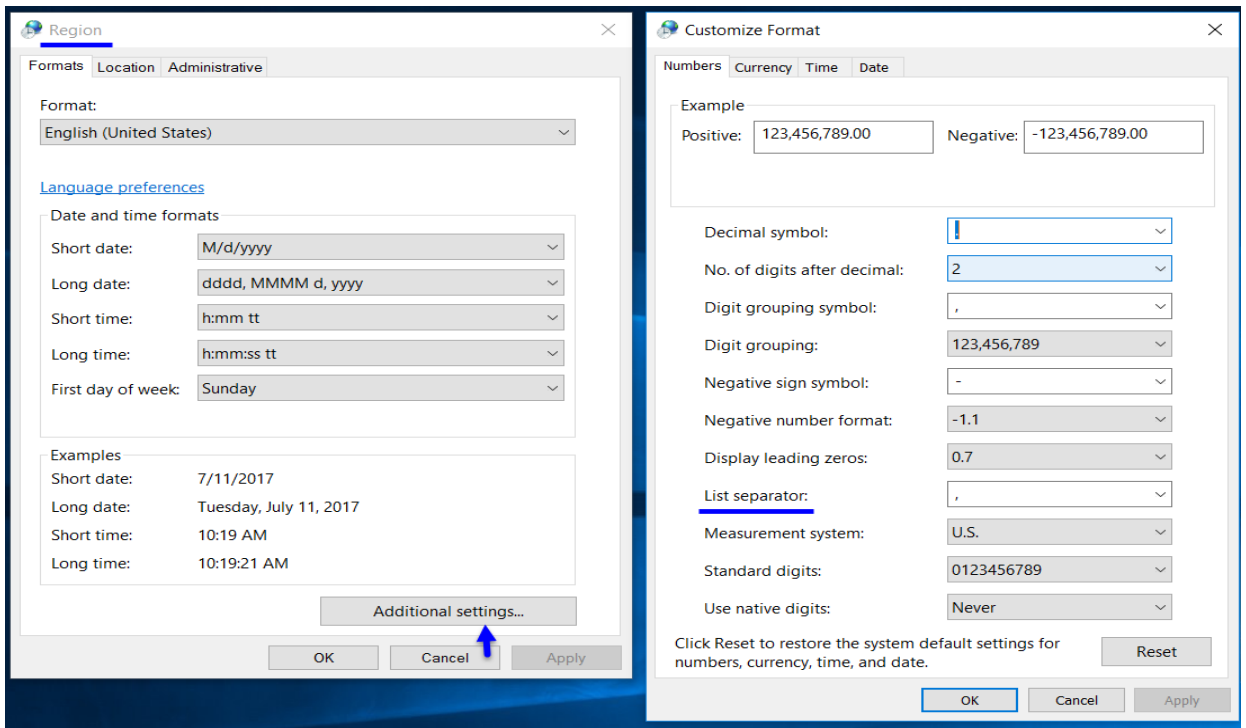 Region
Formats Location Administrative
Format:
English (United States)
Language preferences
Date and time formats
Short date: M/d/yyyy
Long date: dddd, MMMM d, yyyy
Short time: h:mm tt
Long time: h:mm:ss tt
First day of week: Sunday
Examples
Short date: 7/11/2017
Long date: Tuesday, July 11, 2017
Short time: 10:19 AM
Long time: 10:19:21 AM
Additional settings...
OK Cancel Apply
Customize Format
Numbers Currency Time Date
Example
Positive: 123,456,789.00 Negative: -123,456,789.00
Decimal symbol: .
No. of digits after decimal: 2
Digit grouping symbol: ,
Digit grouping: 123,456,789
Negative sign symbol: -
Negative number format: -1.1
Display leading zeros: 0.7
List separator: ,
Measurement system: U.S.
Standard digits: 0123456789
Use native digits: Never
Click Reset to restore the system default settings for
numbers, currency, time, and date.
Reset
OK Cancel Apply